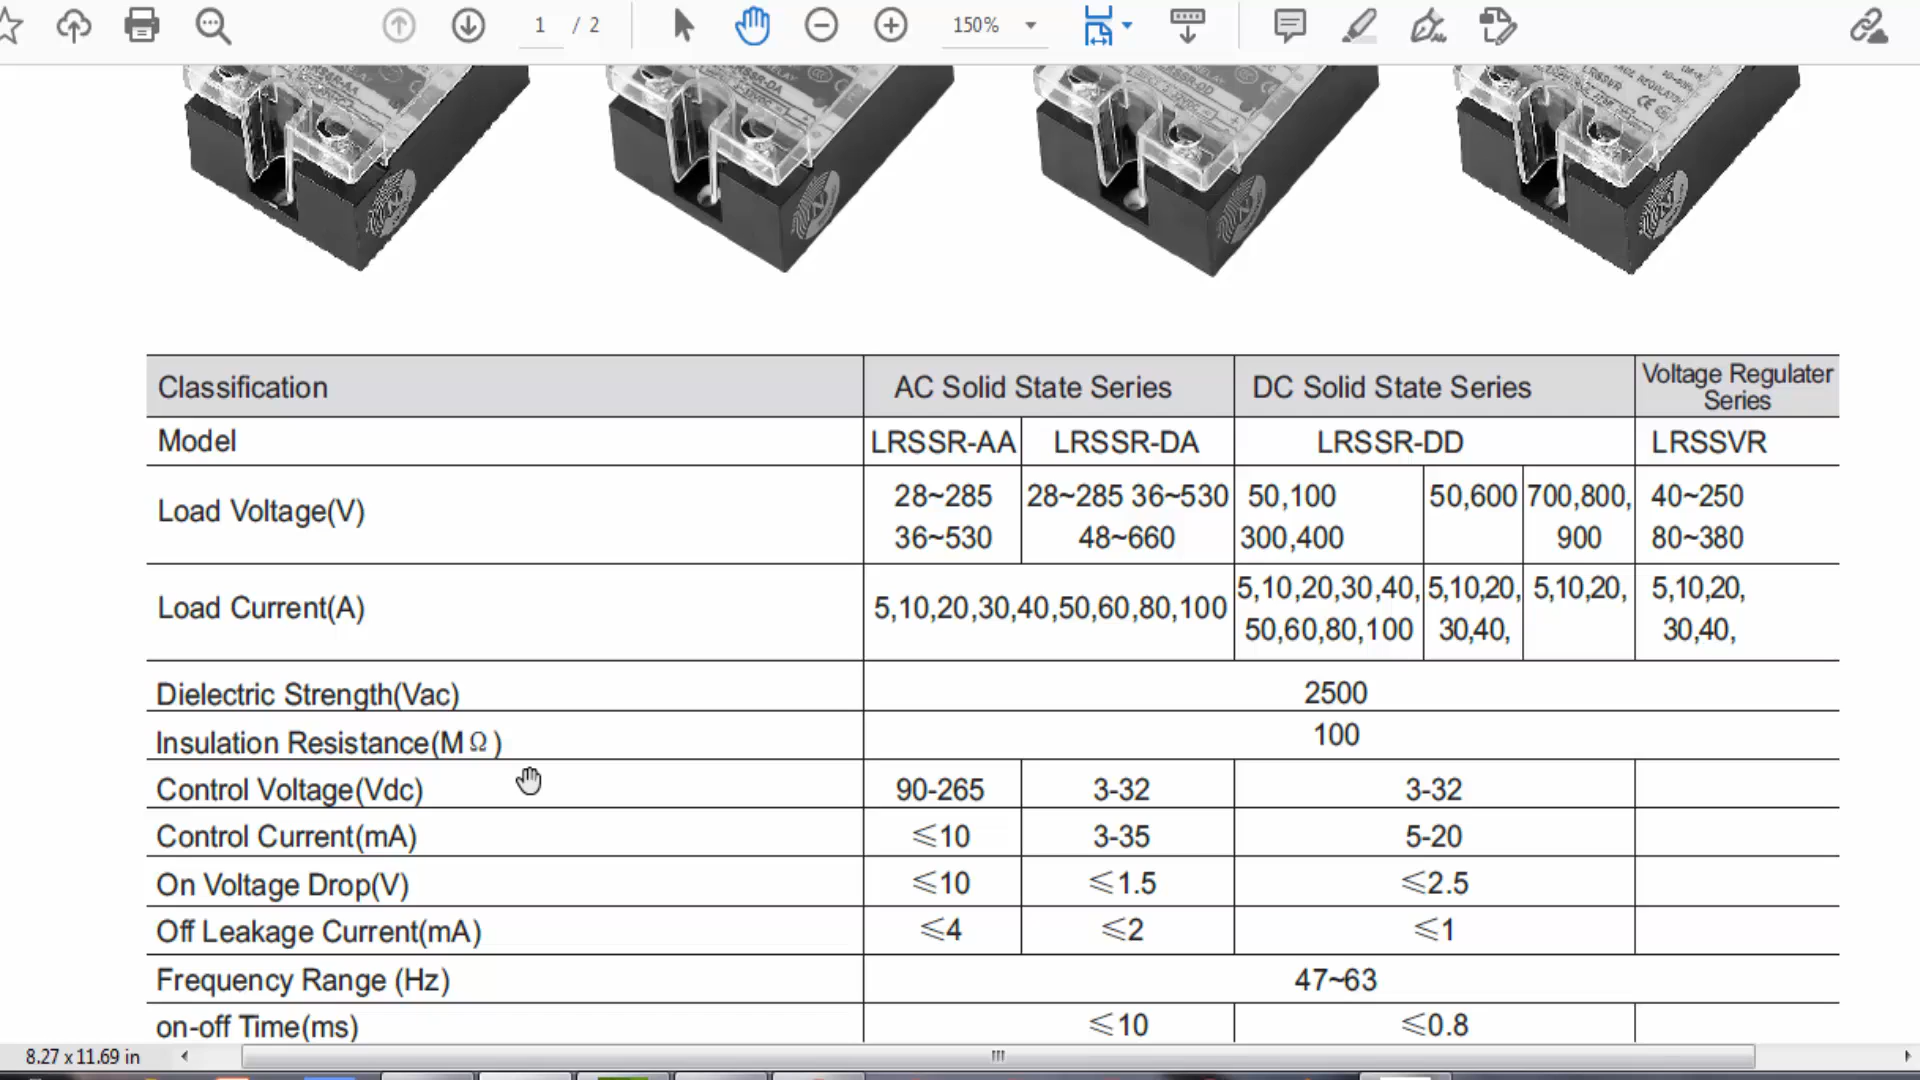 1 / 2
150%
LRSSR-AA
LRSSR-DA
LRSSR-DD
LRSSVR
Classification AC Solid State Series DC Solid State Series Voltage Regulater
Series
Model LRSSR-AA LRSSR-DA LRSSR-DD LRSSVR
28~285 28~285 36~530 50,100 50,600 700,800, 40~250
Load Voltage(V)
36~530 48~660 300,400 900 80~380
5,10,20,30,40, 5,10,20, 5,10,20, 5,10,20,
Load Current(A) 5,10,20,30,40,50,60,80,100
50,60,80,100 30,40, 30,40,
Dielectric Strength(Vac) 2500
Insulation Resistance(MΩ) 100
Control Voltage(Vdc) 90-265 3-32 3-32
Control Current(mA) ≤10 3-35 5-20
On Voltage Drop(V) ≤10 ≤1.5 ≤2.5
Off Leakage Current(mA) ≤4 ≤2 ≤1
Frequency Range (Hz) 47~63
on-off Time(ms) ≤10 ≤0.8
8.27 x 11.69 in